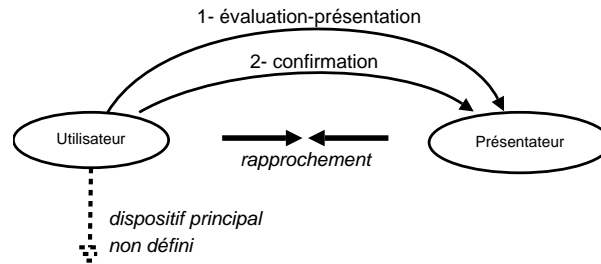 1- évaluation-présentation
2- confirmation
Utilisateur
Présentateur
rapprochement
dispositif principal
non défini